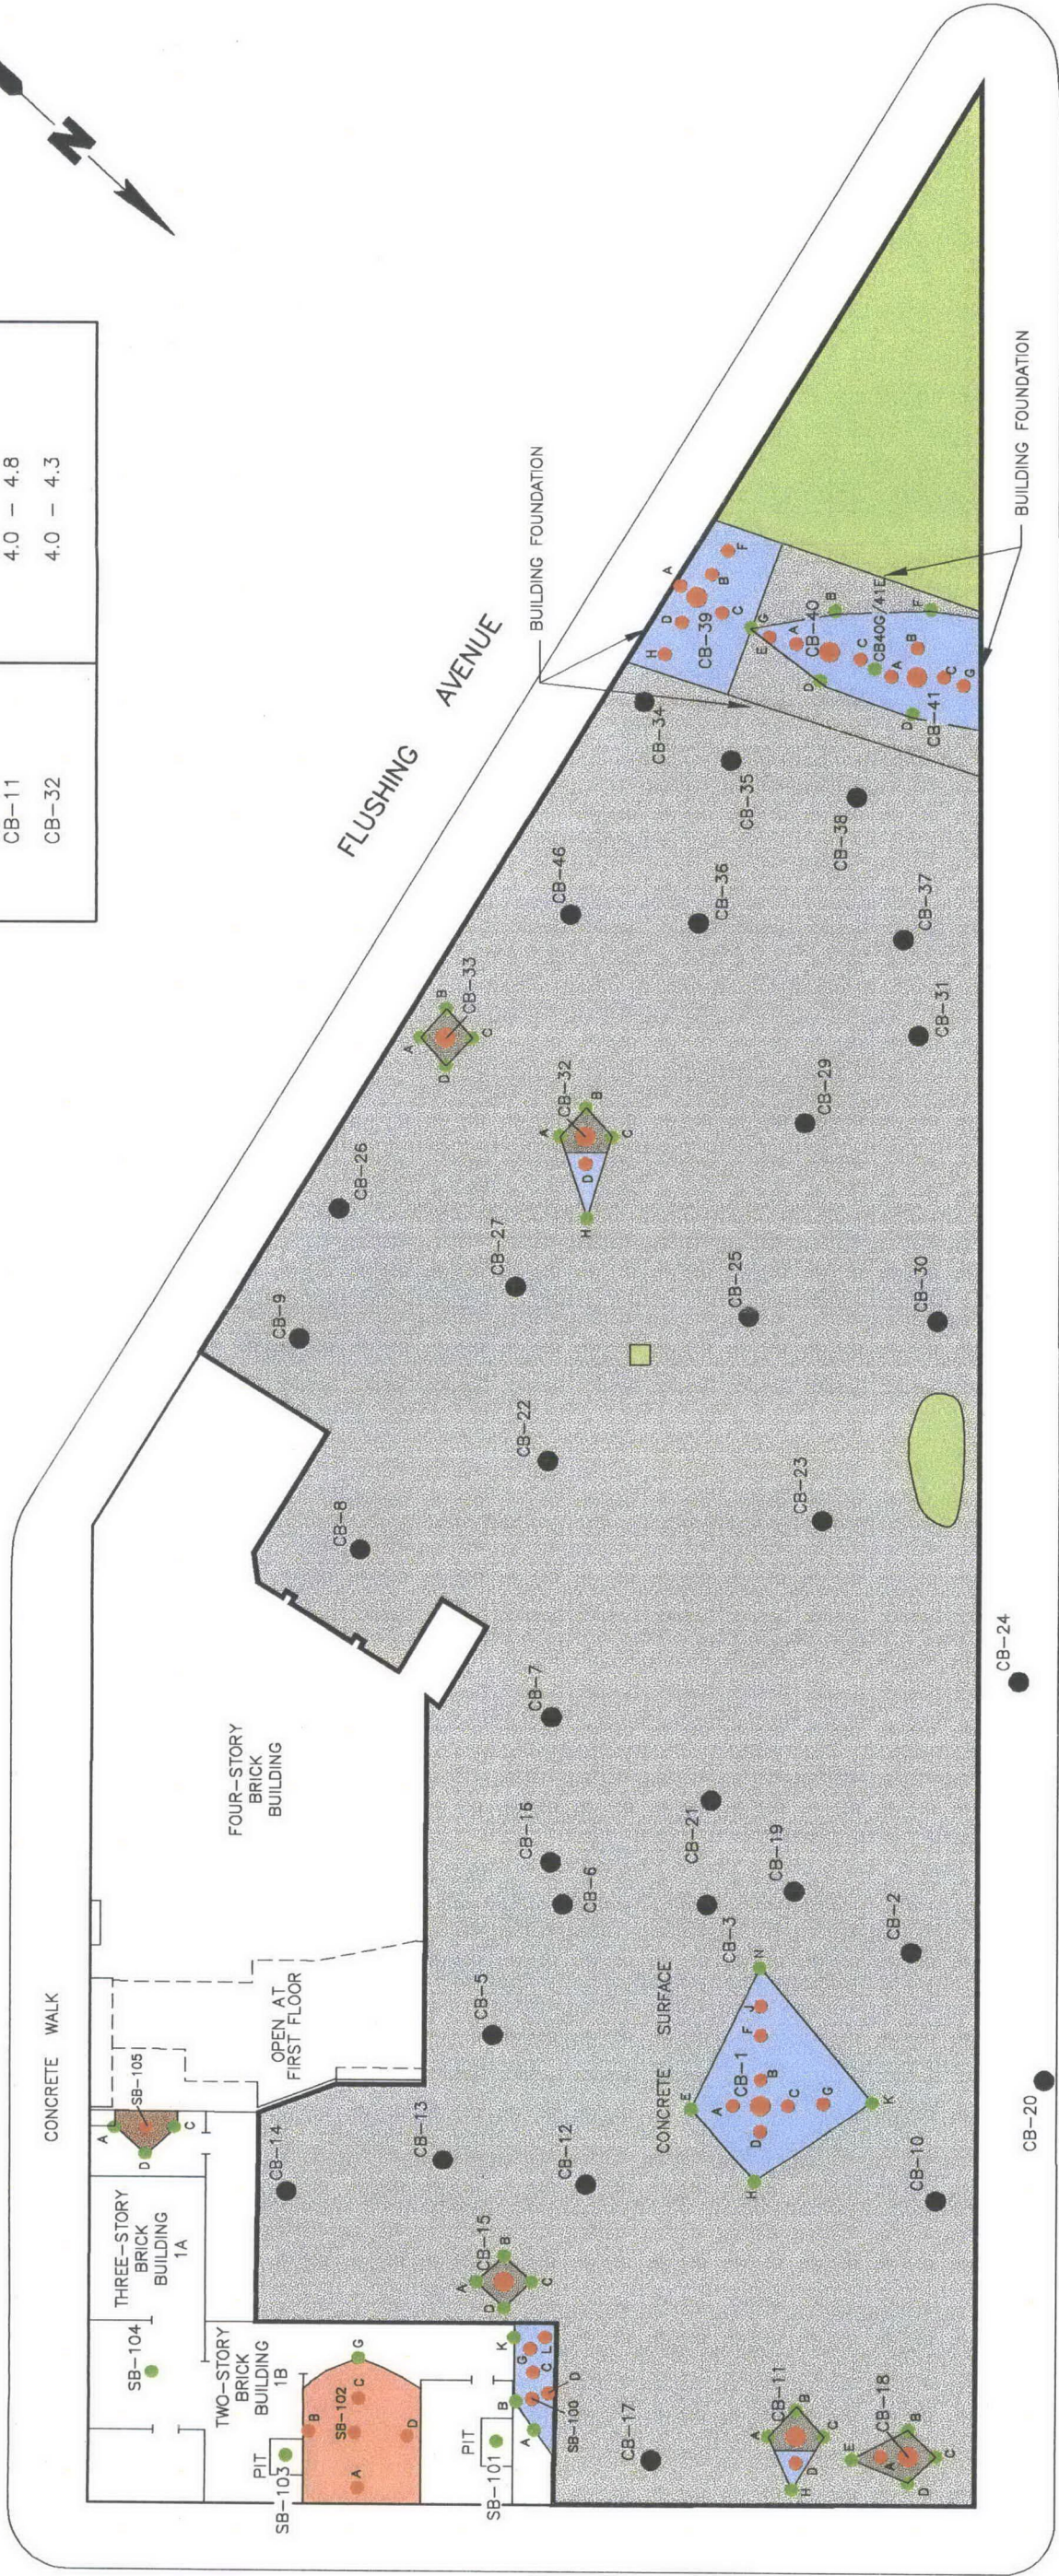 N
CB-11 4.0 - 4.8
CB-32 4.0 - 4.3
BUILDING FOUNDATION
BUILDING FOUNDATION
FLUSHING AVENUE
A
D
B
F
H
C
CB-39
G
E
A
CB-40
B
D
C
CB40G/41E
F
A
B
C
G
D
CB-41
CB-34
CB-35
CB-38
CB-46
CB-36
CB-37
CB-31
A
B
C
D
CB-33
CB-32
A
B
C
D
H
CB-29
CB-26
CB-27
CB-25
CB-30
CB-9
CB-22
CB-23
CB-8
CB-7
CB-24
FOUR-STORY
BRICK
BUILDING
CB-16
CB-6
CB-21
CB-19
CB-3
CB-2
CONCRETE WALK
OPEN AT
FIRST FLOOR
CB-5
CONCRETE SURFACE
N
J
F
E
CB-1
B
A
C
G
D
K
H
SB-105
A
C
D
CB-14
CB-13
CB-12
CB-10
CB-20
THREE-STORY
BRICK
BUILDING
1A
CB-15
A
B
C
D
SB-104
TWO-STORY
BRICK
BUILDING
1B
G
C
SB-102
B
D
A
PIT
SB-103
PIT
SB-101
K
G
L
C
B
D
A
SB-100
CB-17
CB-11
A
B
C
D
H
CB-18
E
A
B
C
D